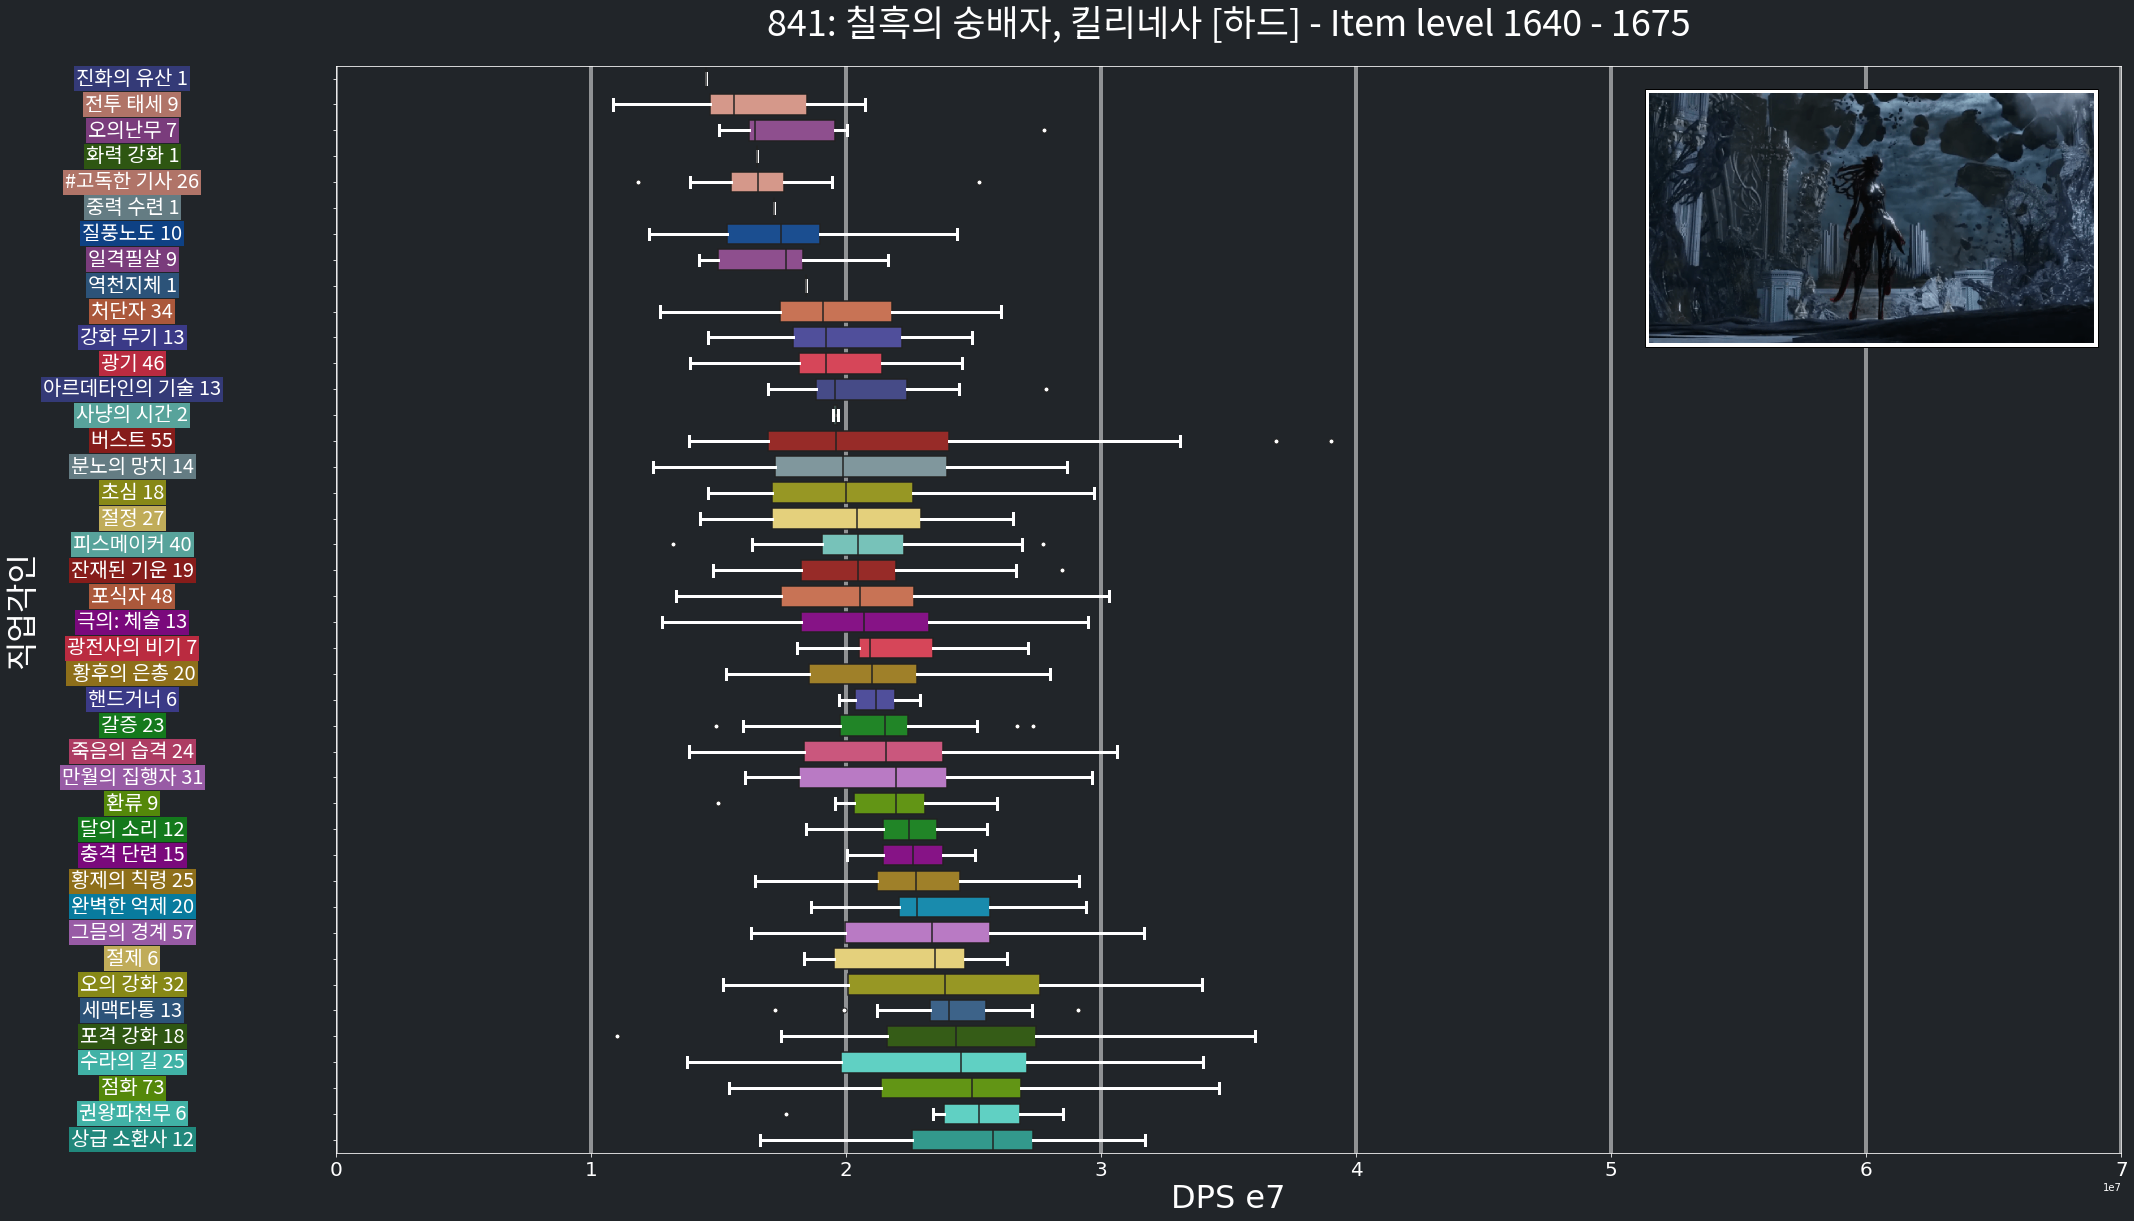 841: 칠흑의 숭배자, 킬리네사 [하드] - Item level 1640 - 1675
진화의 유산 1
전투 태세 9
오의난무 7
화력 강화 1
#고독한 기사 26
중력 수련 1
질풍노도 10
일격필살 9
역천지체 1
처단자 34
강화 무기 13
광기 46
아르데타인의 기술 13
사냥의 시간 2
버스트 55
분노의 망치 14
초심 18
절정 27
피스메이커 40
잔재된 기운 19
포식자 48
극의: 체술 13
광전사의 비기 7
황후의 은총 20
핸드거너 6
갈증 23
죽음의 습격 24
만월의 집행자 31
환류 9
달의 소리 12
충격 단련 15
황제의 칙령 25
완벽한 억제 20
그믐의 경계 57
절제 6
오의 강화 32
세맥타통 13
포격 강화 18
수라의 길 25
점화 73
권왕파천무 6
상급 소환사 12
직업각인
0 1 2 3 4 5 6 7
DPS e7
1e7